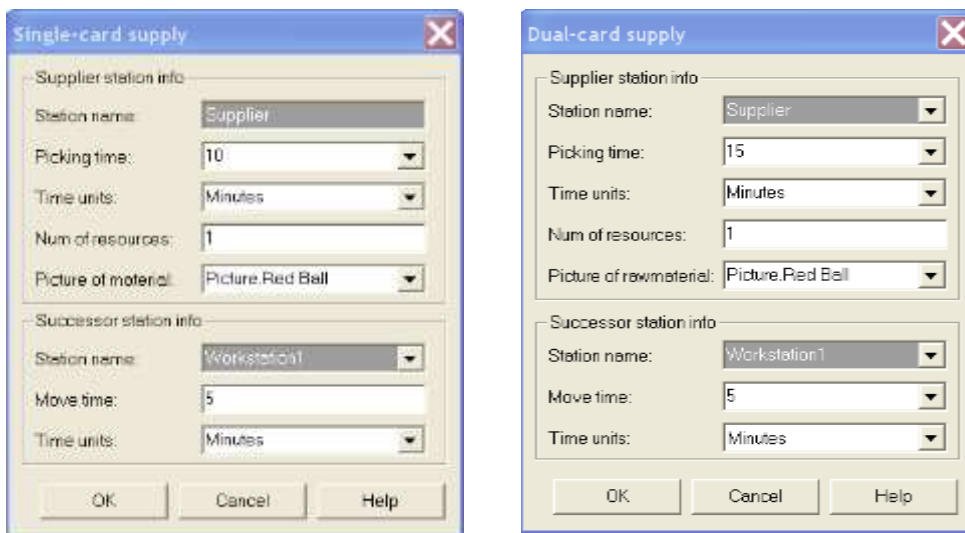 Single-card supply
Supplier station info
Station name: Supplier
Picking time: 10
Time units: Minutes
Num of resources: 1
Picture of material: Picture.Red Ball
Successor station info
Station name: Workstation1
Move time: 5
Time units: Minutes
OK Cancel Help
Dual-card supply
Supplier station info
Station name: Supplier
Picking time: 15
Time units: Minutes
Num of resources: 1
Picture of rawmaterial: Picture.Red Ball
Successor station info
Station name: Workstation1
Move time: 5
Time units: Minutes
OK Cancel Help